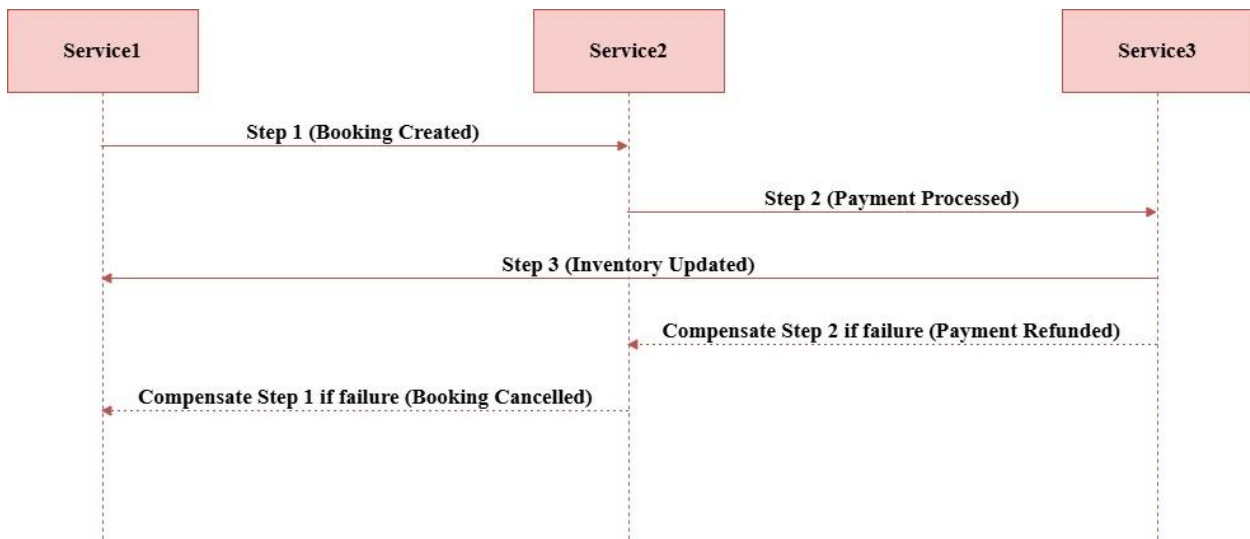 Service1
Service2
Service3
Step 1 (Booking Created)
Step 2 (Payment Processed)
Step 3 (Inventory Updated)
Compensate Step 2 if failure (Payment Refunded)
Compensate Step 1 if failure (Booking Cancelled)